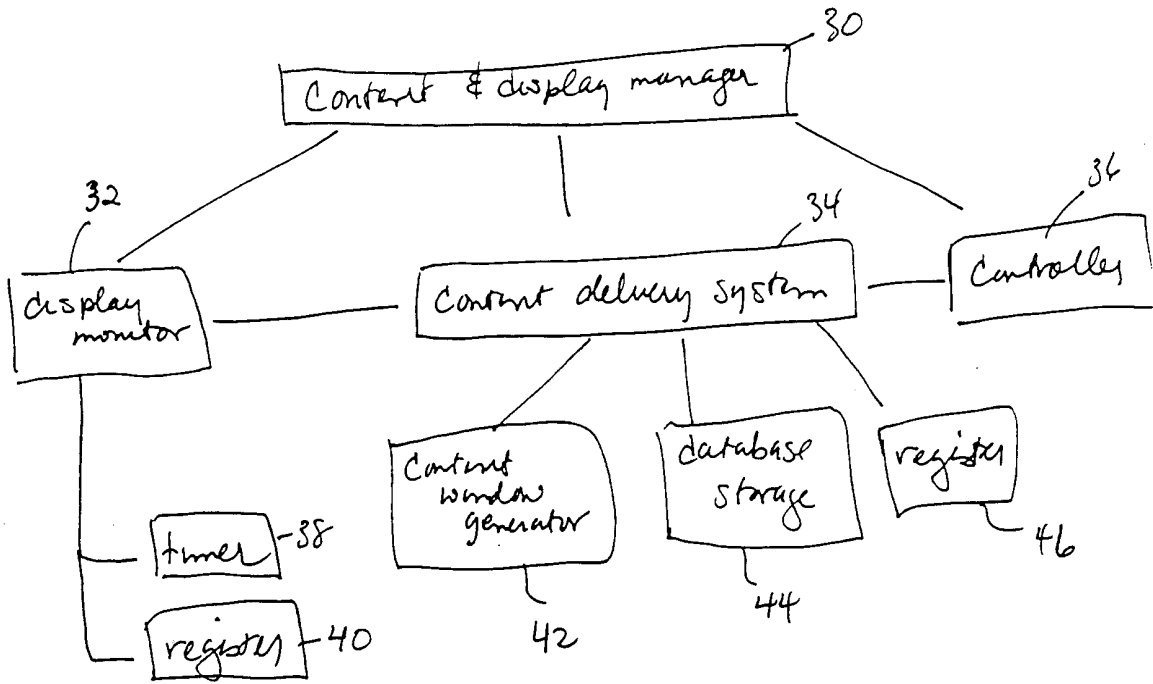 30
Content & display manager
32
34
36
display
monitor
Content delivery system
Controller
Content
window
generator
database
storage
register
timer
38
46
44
42
register
40